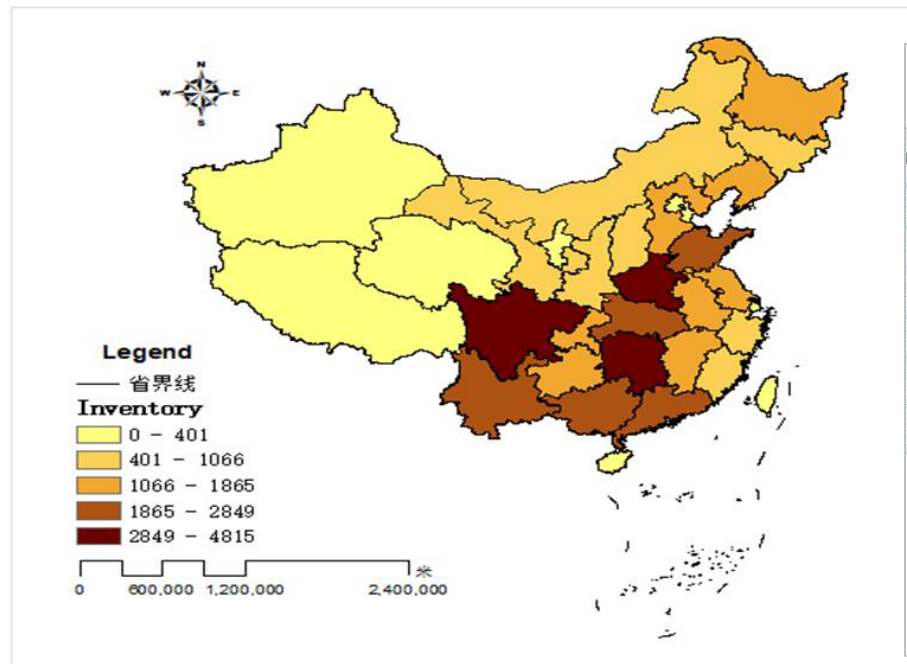 N
W E
S
Legend
省界线
Inventory
0 - 401
401 - 1066
1066 - 1865
1865 - 2849
2849 - 4815
米
0 600,000 1,200,000 2,400,000